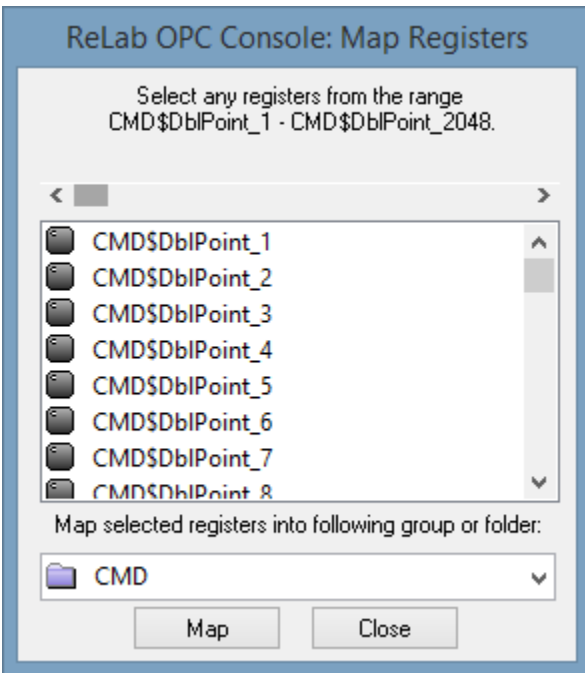 ReLab OPC Console: Map Registers
Select any registers from the range
CMD$DblPoint_1 - CMD$DblPoint_2048.
CMD$DblPoint_1
CMD$DblPoint_2
CMD$DblPoint_3
CMD$DblPoint_4
CMD$DblPoint_5
CMD$DblPoint_6
CMD$DblPoint_7
CMD$DblPoint_8
Map selected registers into following group or folder:
CMD
Map Close